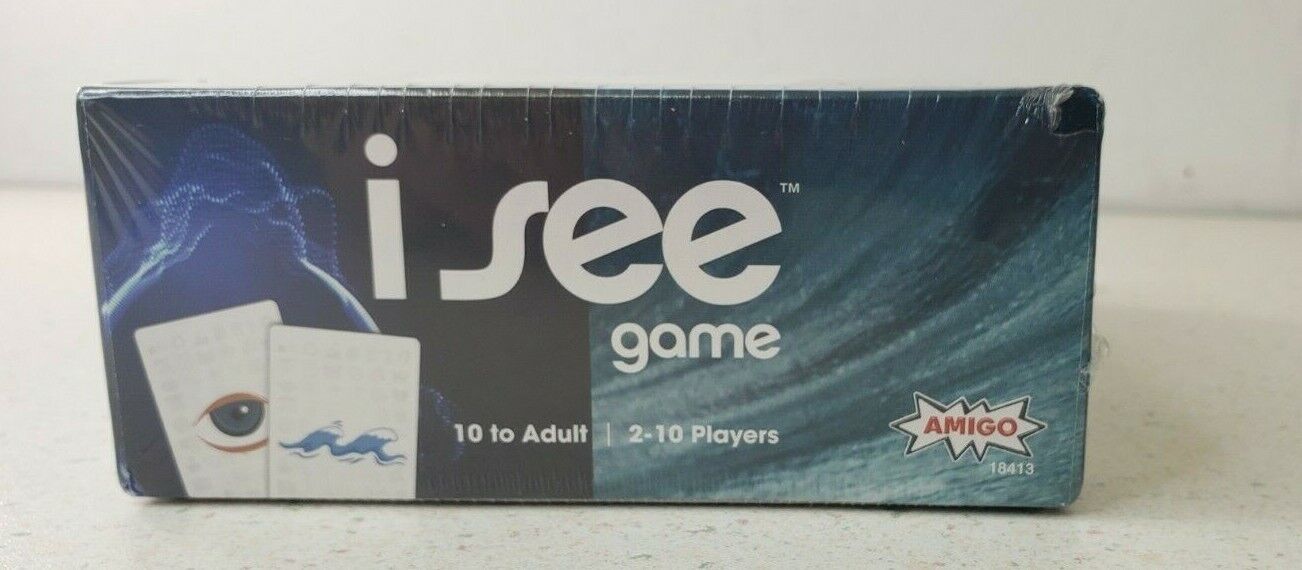 i see™
game
10 to Adult | 2-10 Players
AMIGO
18413